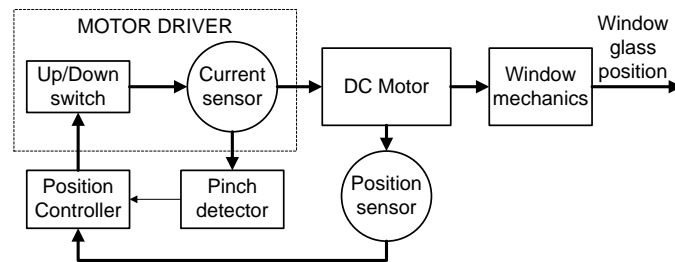 MOTOR DRIVER
Up/Down
switch
Current
sensor
DC Motor
Window
mechanics
Window
glass
position
Position
Controller
Pinch
detector
Position
sensor